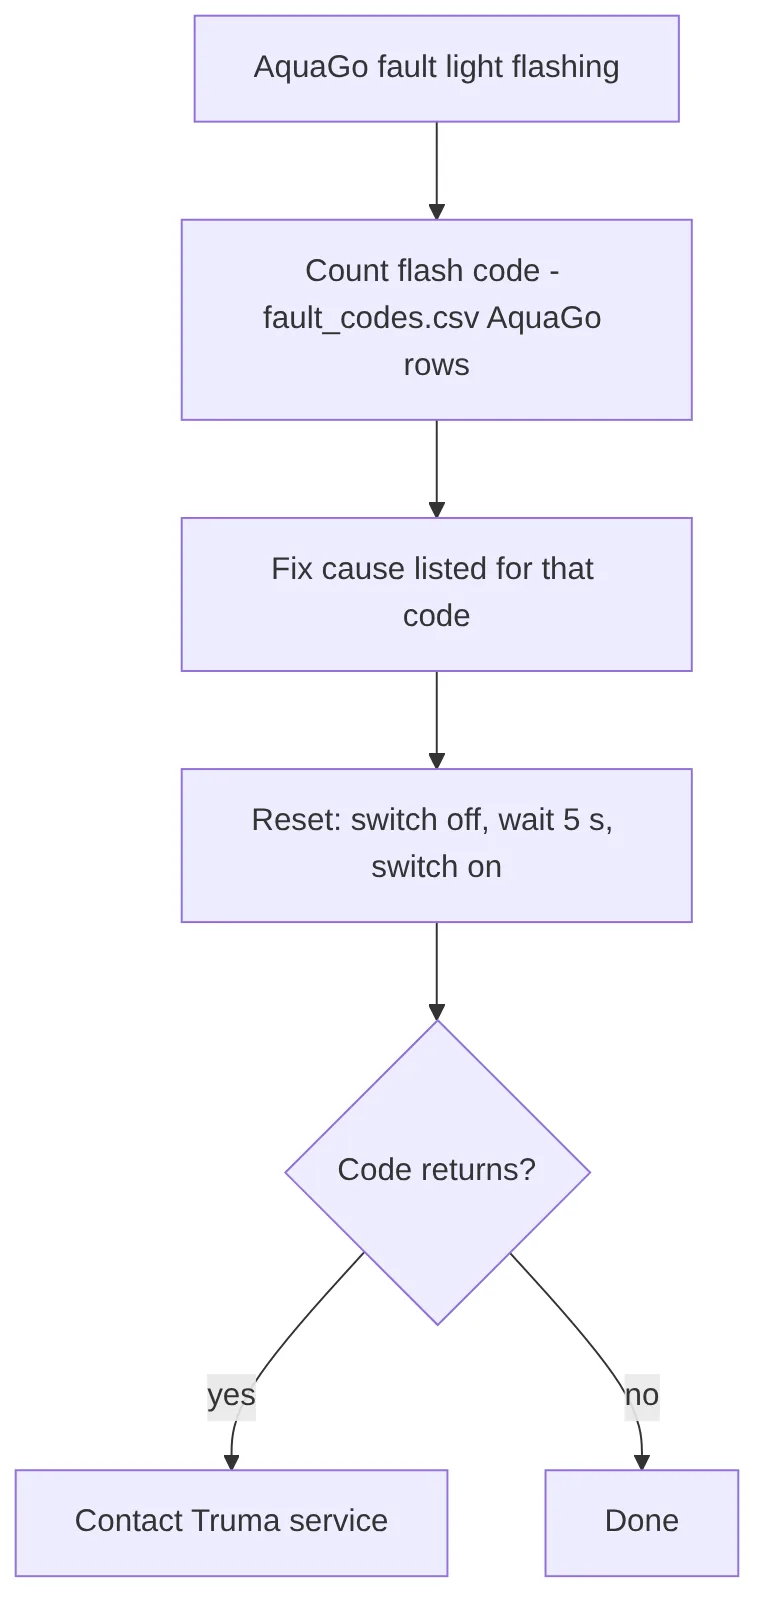 AquaGo fault light flashing
Count flash code -
fault_codes.csv AquaGo
rows
Fix cause listed for that
code
Reset: switch off, wait 5 s,
switch on
Code returns?
yes
no
Contact Truma service
Done